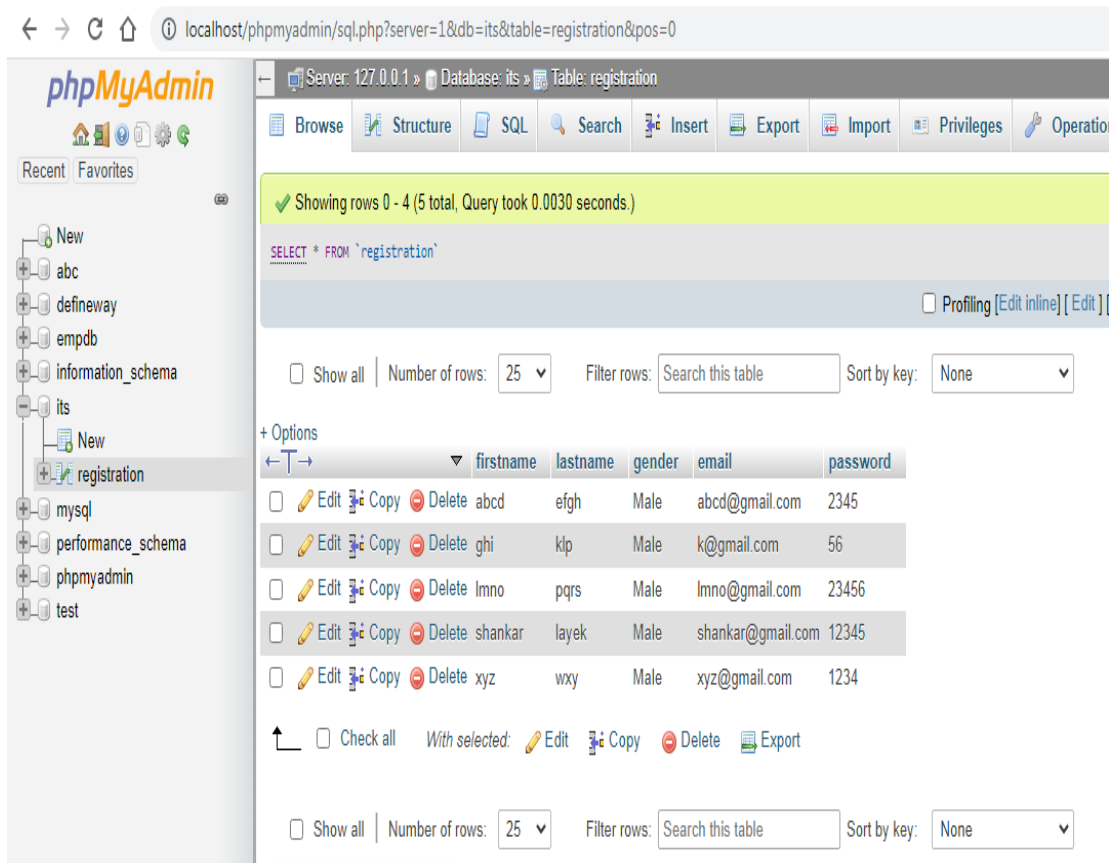 localhost/phpmyadmin/sql.php?server=1&db=its&table=registration&pos=0
phpMyAdmin
Recent Favorites
New
abc
defineway
empdb
information_schema
its
New
registration
mysql
performance_schema
phpmyadmin
test
Server: 127.0.0.1 » Database: its » Table: registration
Browse Structure SQL Search Insert Export Import Privileges Operation
Showing rows 0 - 4 (5 total, Query took 0.0030 seconds.)
SELECT * FROM `registration`
Profiling [Edit inline] [ Edit ] [
Show all Number of rows: 25 Filter rows: Search this table Sort by key: None
+ Options
←T→ ▼ firstname lastname gender email password
Edit Copy Delete abcd efgh Male abcd@gmail.com 2345
Edit Copy Delete ghi klp Male k@gmail.com 56
Edit Copy Delete lmno pqrs Male lmno@gmail.com 23456
Edit Copy Delete shankar layek Male shankar@gmail.com 12345
Edit Copy Delete xyz wxy Male xyz@gmail.com 1234
Check all With selected: Edit Copy Delete Export
Show all Number of rows: 25 Filter rows: Search this table Sort by key: None